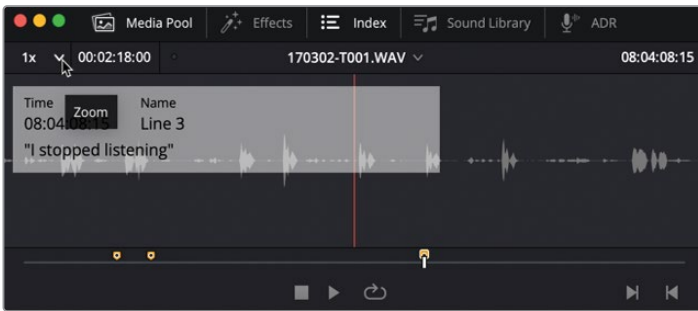 Media Pool Effects Index Sound Library ADR
1x 00:02:18:00 170302-T001.WAV 08:04:08:15
Time Name
08:04:08:15 Line 3
Zoom
"I stopped listening"